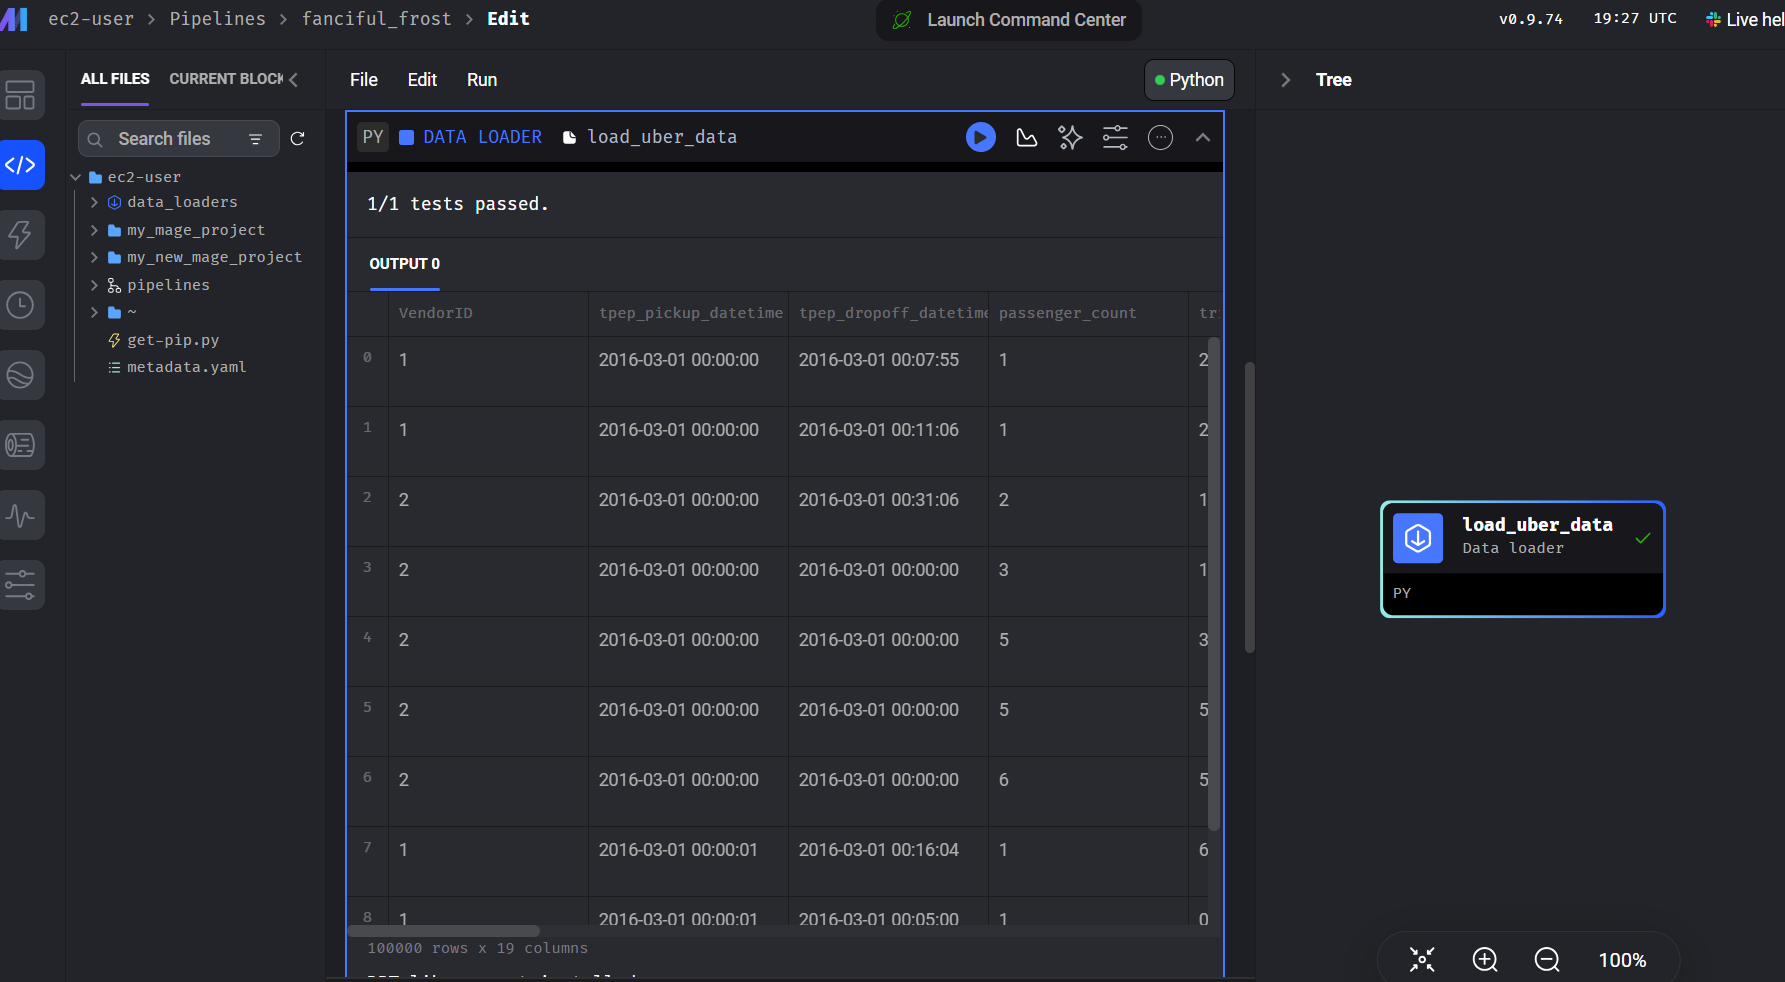 ec2-user > Pipelines > fanciful_frost > Edit
Launch Command Center
v0.9.74
19:27 UTC
Live hel
ALL FILES CURRENT BLOCK
Search files
ec2-user
data_loaders
my_mage_project
my_new_mage_project
pipelines
~
get-pip.py
metadata.yaml
File Edit Run
Python
PY DATA LOADER load_uber_data
1/1 tests passed.
OUTPUT 0
VendorID tpep_pickup_datetime tpep_dropoff_datetime passenger_count tr
0 1 2016-03-01 00:00:00 2016-03-01 00:07:55 1 2
1 1 2016-03-01 00:00:00 2016-03-01 00:11:06 1 2
2 2 2016-03-01 00:00:00 2016-03-01 00:31:06 2 1
3 2 2016-03-01 00:00:00 2016-03-01 00:00:00 3 1
4 2 2016-03-01 00:00:00 2016-03-01 00:00:00 5 3
5 2 2016-03-01 00:00:00 2016-03-01 00:00:00 5 5
6 2 2016-03-01 00:00:00 2016-03-01 00:00:00 6 5
7 1 2016-03-01 00:00:01 2016-03-01 00:16:04 1 6
8 1 2016-03-01 00:00:01 2016-03-01 00:05:00 1 0
100000 rows x 19 columns
Tree
load_uber_data
Data loader
PY
100%